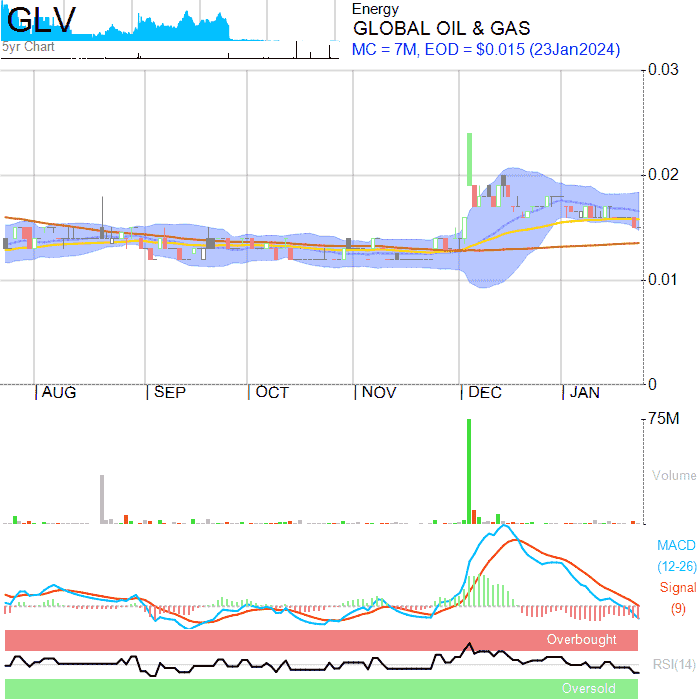 GLV
5yr Chart
Energy
GLOBAL OIL & GAS
MC = 7M, EOD = $0.015 (23Jan2024)
0.03
0.02
0.01
0
AUG SEP OCT NOV DEC JAN
75M
Volume
MACD
(12-26)
Signal
(9)
Overbought
RSI(14)
Oversold